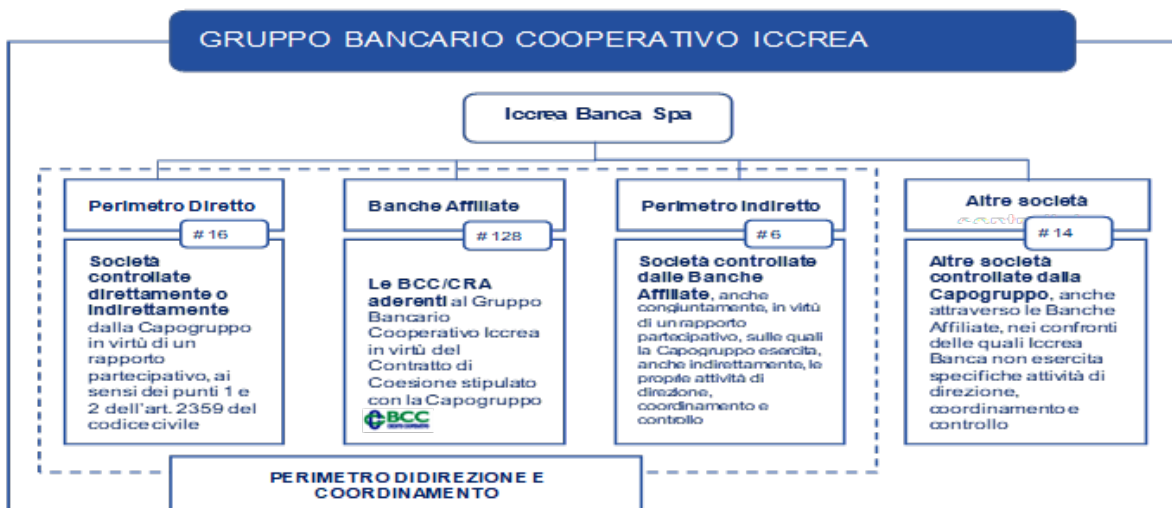 GRUPPO BANCARIO COOPERATIVO ICCREA
Iccrea Banca Spa
Perimetro Diretto
# 16
Società
controllate
direttamente o
Indirettamente
dalla Capogruppo
in virtù di un
rapporto
partecipativo, ai
sensi dei punti 1 e
2 dell'art. 2359 del
codice civile
Banche Affiliate
# 128
Le BCC/CRA
aderenti al Gruppo
Bancario
Cooperativo Iccrea
in virtù del
Contratto di
Coesione stipulato
con la Capogruppo
BCC
CREDITO COOPERATIVO
Perimetro Indiretto
# 6
Società controllate
dalle Banche
Affiliate, anche
congiuntamente, in virtù
di un rapporto
partecipativo, sulle quali
la Capogruppo esercita,
anche indirettamente, le
proprie attività di
direzione,
coordinamento e
controllo
Altre società
# 14
Altre società
controllate dalla
Capogruppo, anche
attraverso le Banche
Affiliate, nei confronti
delle quali Iccrea
Banca non esercita
specifiche attività di
direzione,
coordinamento e
controllo
PERIMETRO DI DIREZIONE E
COORDINAMENTO